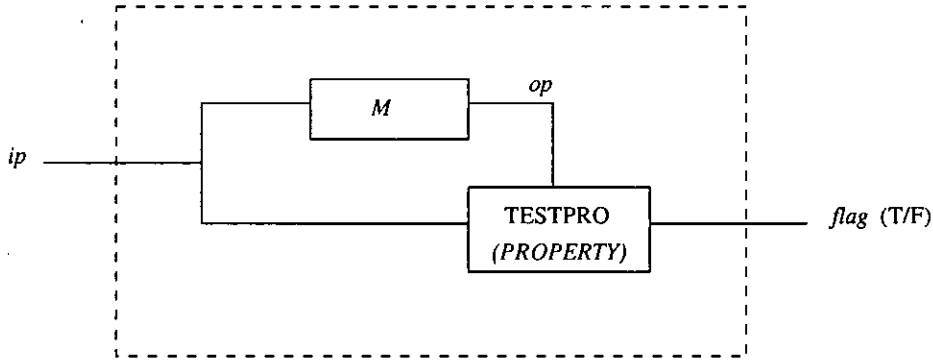 op
M
ip
TESTPRO
(PROPERTY)
flag (T/F)